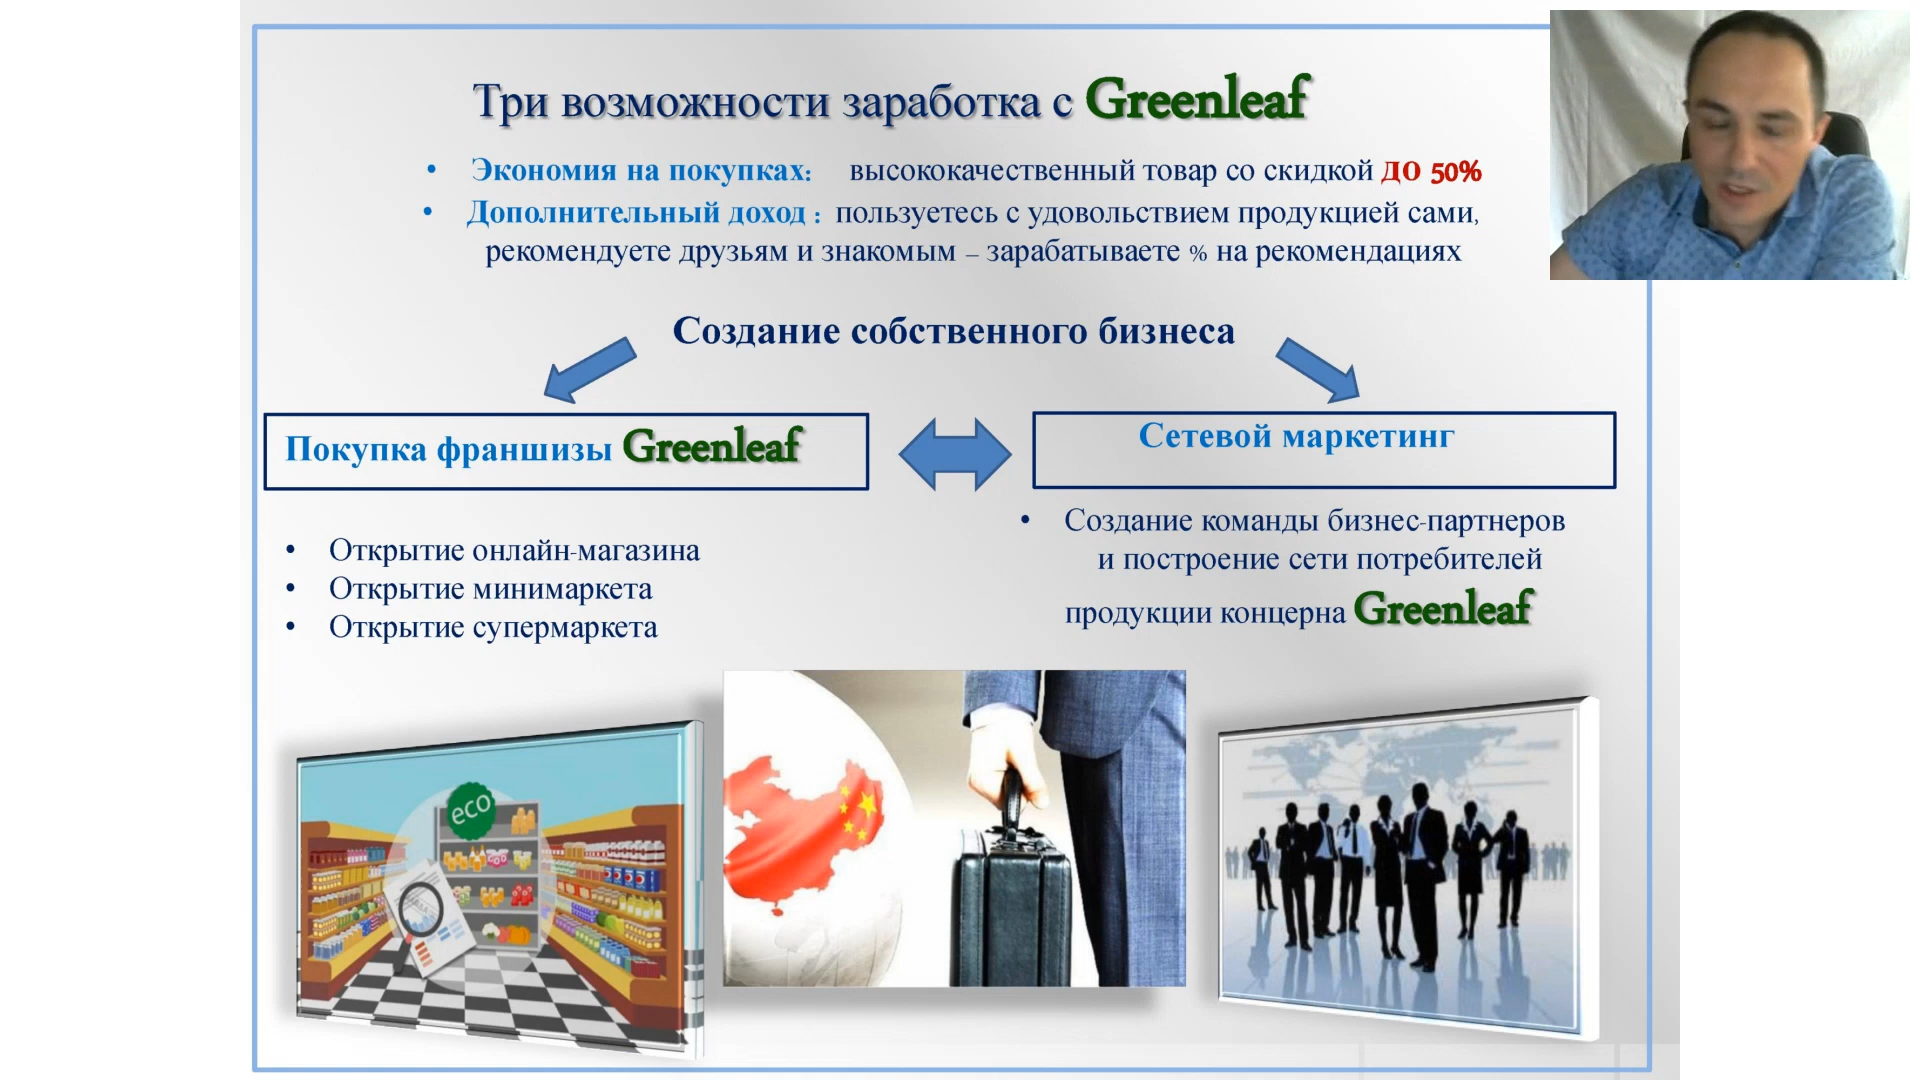 Три возможности заработка с Greenleaf
• Экономия на покупках: высококачественный товар со скидкой до 50%
• Дополнительный доход : пользуетесь с удовольствием продукцией сами,
рекомендуете друзьям и знакомым – зарабатываете % на рекомендациях
Создание собственного бизнеса
Покупка франшизы Greenleaf
• Открытие онлайн-магазина
• Открытие минимаркета
• Открытие супермаркета
Сетевой маркетинг
• Создание команды бизнес-партнеров
и построение сети потребителей
продукции концерна Greenleaf
eco